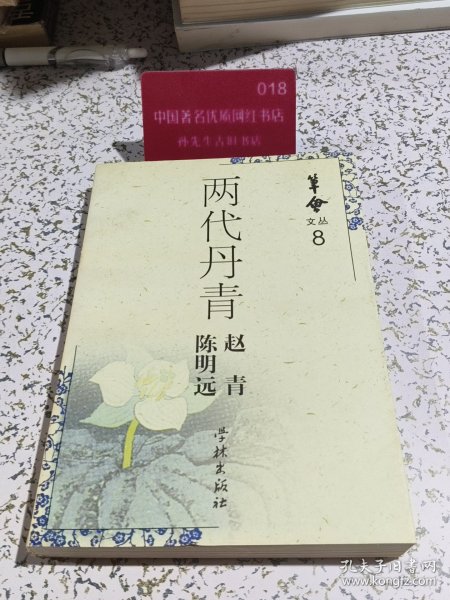 018
中国著名优质网红书店
孙先生古旧书店
笔会
文丛
8
两代丹青
赵青
陈明远
学林出版社
孔夫子旧书网
www.kongfz.com